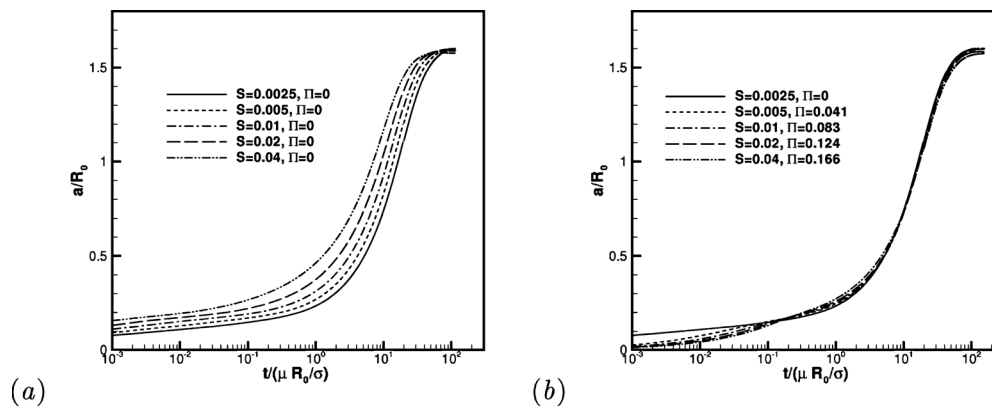 1.5
1
0.5
0
a/R₀
S=0.0025, Π=0
S=0.005, Π=0
S=0.01, Π=0
S=0.02, Π=0
S=0.04, Π=0
10⁻³ 10⁻² 10⁻¹ 10⁰ 10¹ 10²
t/(μ R₀/σ)
(a)
1.5
1
0.5
0
a/R₀
S=0.0025, Π=0
S=0.005, Π=0.041
S=0.01, Π=0.083
S=0.02, Π=0.124
S=0.04, Π=0.166
10⁻³ 10⁻² 10⁻¹ 10⁰ 10¹ 10²
t/(μ R₀/σ)
(b)